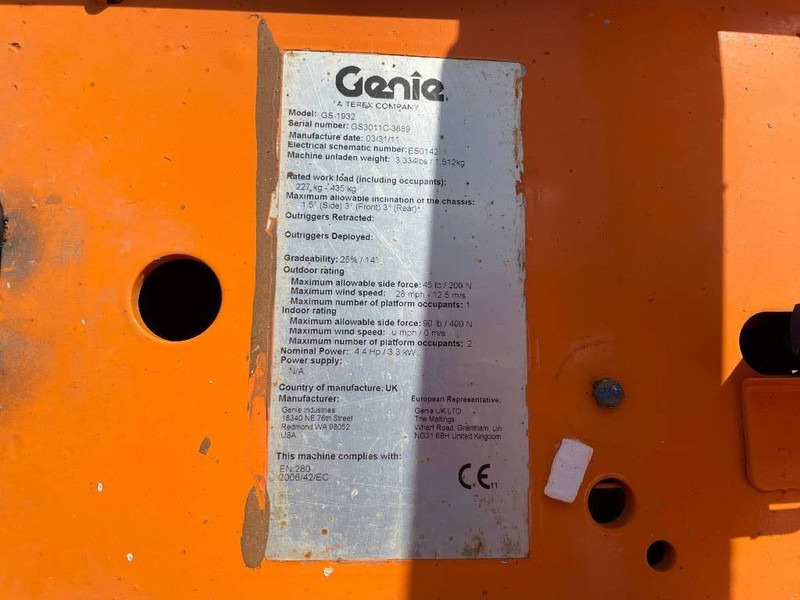 Genie
A TEREX COMPANY
Model: GS-1932
Serial number: GS3011C-3689
Manufacture date: 03/31/11
Electrical schematic number: ES0142
Machine unladen weight: 3,334lbs / 1,512kg
Rated work load (including occupants):
227 kg - 435 kg
Maximum allowable inclination of the chassis:
1.5° (Side) 3° (Front) 3° (Rear)
Outriggers Retracted:
Outriggers Deployed:
Gradeability: 25% / 14°
Outdoor rating
Maximum allowable side force: 45 lb / 200 N
Maximum wind speed: 28 mph - 12.5 m/s
Maximum number of platform occupants: 1
Indoor rating
Maximum allowable side force: 90 lb / 400 N
Maximum wind speed: 0 mph / 0 m/s
Maximum number of platform occupants: 2
Nominal Power: 4.4 Hp / 3.3 kW
Power supply:
N/A
Country of manufacture: UK
Manufacturer:
Genie Industries
18340 NE 76th Street
Redmond WA 98052
USA
European Representative:
Genie UK LTD
The Maltings
Wharf Road, Grantham, Lin
NG31 6BH United Kingdom
This machine complies with:
EN 280
2006/42/EC
CE 11